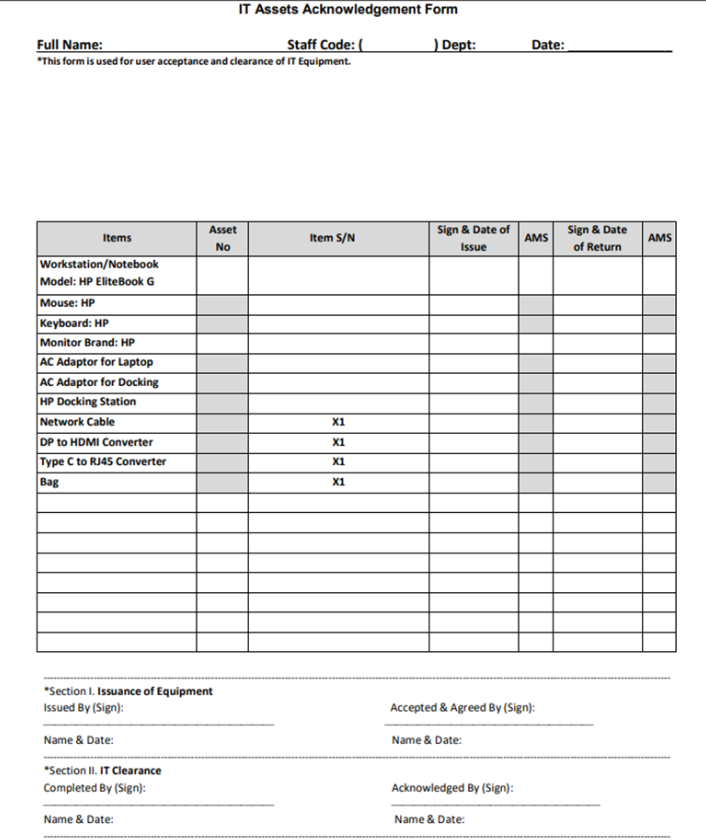 IT Assets Acknowledgement Form
Full Name: Staff Code: ( ) Dept: Date: _______________
*This form is used for user acceptance and clearance of IT Equipment.
Items Asset No Item S/N Sign & Date of Issue AMS Sign & Date of Return AMS
Workstation/Notebook
Model: HP EliteBook G
Mouse: HP
Keyboard: HP
Monitor Brand: HP
AC Adaptor for Laptop
AC Adaptor for Docking
HP Docking Station
Network Cable X1
DP to HDMI Converter X1
Type C to RJ45 Converter X1
Bag X1
*Section I. Issuance of Equipment
Issued By (Sign): Accepted & Agreed By (Sign):
Name & Date: Name & Date:
*Section II. IT Clearance
Completed By (Sign): Acknowledged By (Sign):
Name & Date: Name & Date: